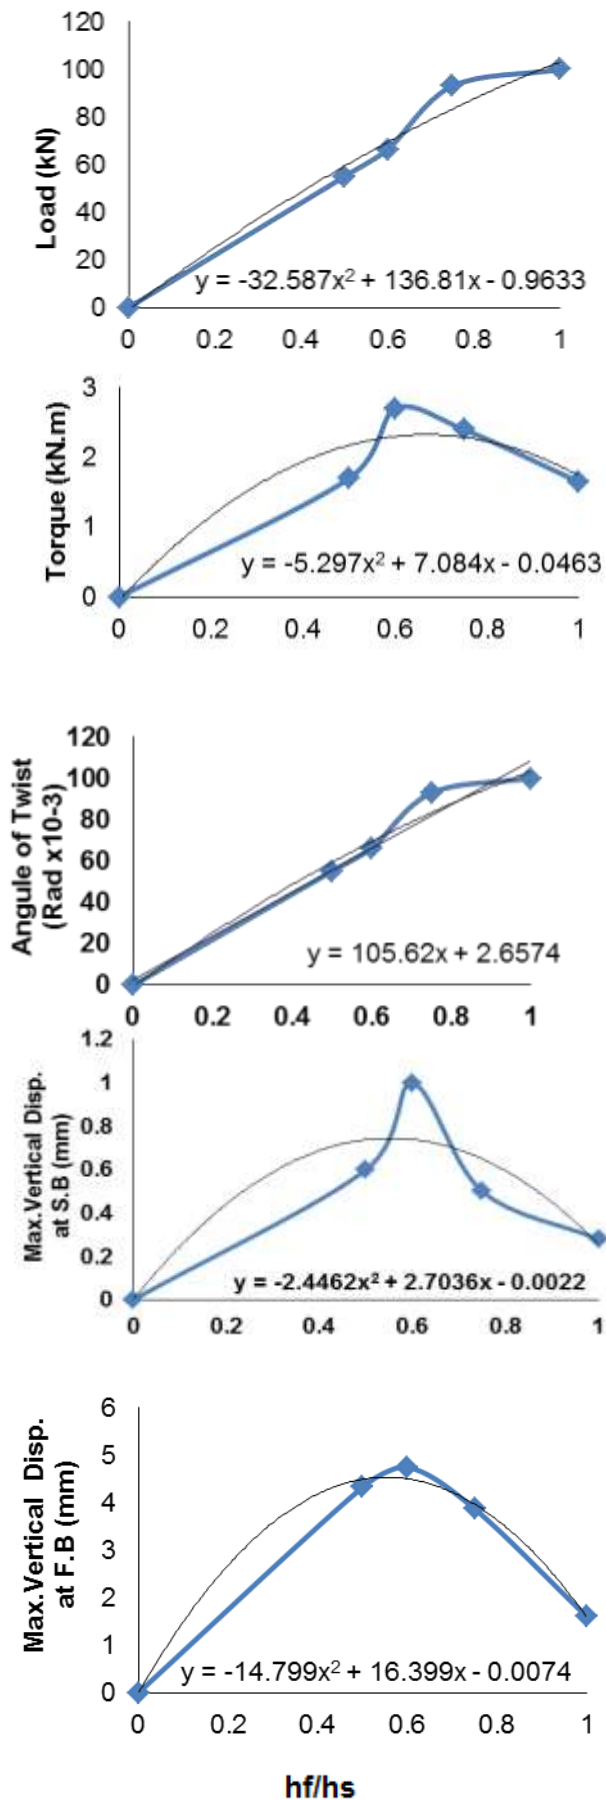 120
100
80
60
40
20
0
Load (kN)
y = -32.587x² + 136.81x - 0.9633
0 0.2 0.4 0.6 0.8 1
3
2
1
0
Torque (kN.m)
y = -5.297x² + 7.084x - 0.0463
0 0.2 0.4 0.6 0.8 1
120
100
80
60
40
20
0
Angule of Twist
(Rad x10-3)
y = 105.62x + 2.6574
0 0.2 0.4 0.6 0.8 1
1.2
1
0.8
0.6
0.4
0.2
0
Max.Vertical Disp.
at S.B (mm)
y = -2.4462x² + 2.7036x - 0.0022
0 0.2 0.4 0.6 0.8 1
6
5
4
3
2
1
0
Max.Vertical Disp.
at F.B (mm)
y = -14.799x² + 16.399x - 0.0074
0 0.2 0.4 0.6 0.8 1
hf/hs